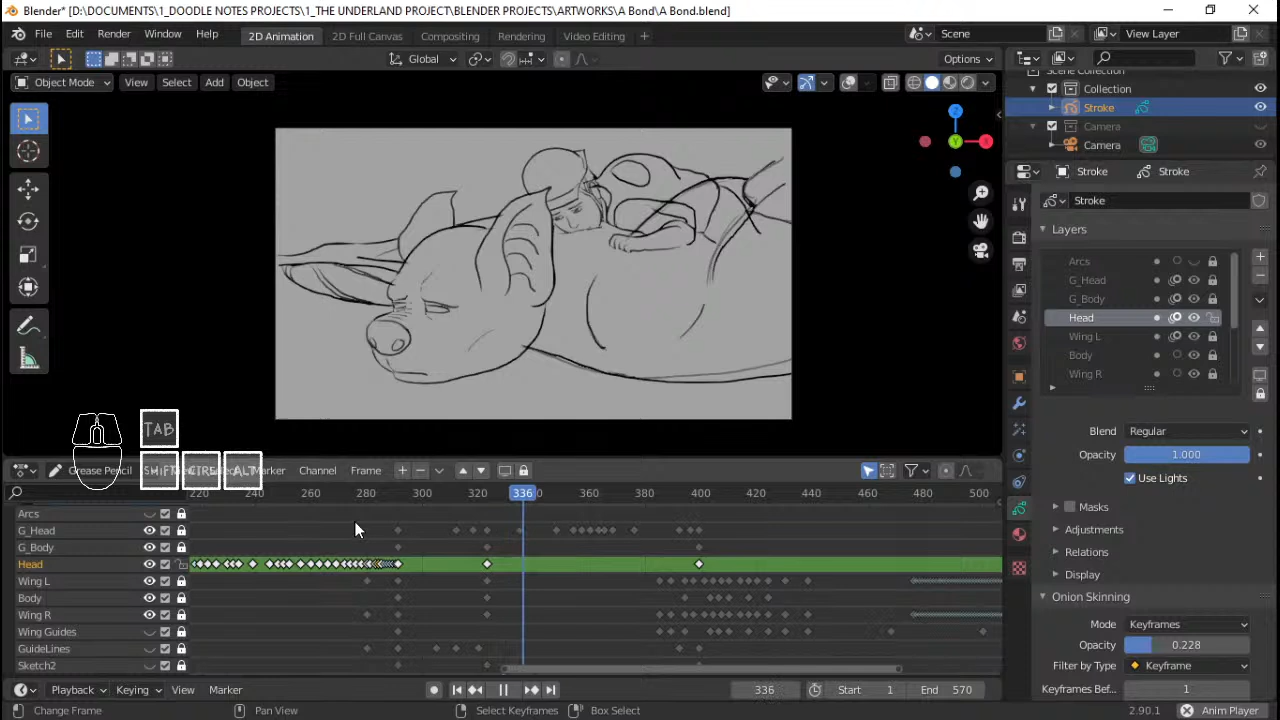 Blender* [D:\DOCUMENTS\1_DOODLE NOTES PROJECTS\1_THE UNDERLAND PROJECT\BLENDER PROJECTS\ARTWORKS\A Bond\A Bond.blend]
File Edit Render Window Help 2D Animation 2D Full Canvas Compositing Rendering Video Editing + Scene View Layer
Global Options
Object Mode View Select Add Object
Scene Collection
Collection
Stroke
Camera
Camera
Z
Y
X
Stroke Stroke
Stroke
Layers
Arcs
G_Head
G_Body
Head
Wing L
Body
Wing R
Blend Regular
Opacity 1.000
Use Lights
Masks
Adjustments
Relations
Display
Onion Skinning
Mode Keyframes
Opacity 0.228
Filter by Type Keyframe
Keyframes Bef... 1
TAB
SHIFT CTRL ALT
Grease Pencil Channel Frame
220 240 260 280 300 320 336 360 380 400 420 440 460 480 500
Arcs
G_Head
G_Body
Head
Wing L
Body
Wing R
Wing Guides
GuideLines
Sketch2
Playback Keying View Marker 336 Start 1 End 570
Change Frame Pan View Select Keyframes Box Select 2.90.1 Anim Player